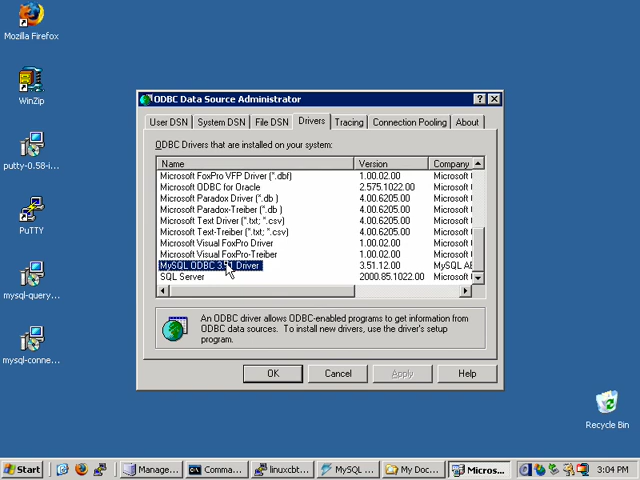 Mozilla Firefox
WinZip
putty-0.58-i...
PuTTY
mysql-query...
mysql-conne...
ODBC Data Source Administrator
User DSN System DSN File DSN Drivers Tracing Connection Pooling About
ODBC Drivers that are installed on your system:
Name Version Company
Microsoft FoxPro VFP Driver (*.dbf) 1.00.02.00 Microsoft
Microsoft ODBC for Oracle 2.575.1022.00 Microsoft
Microsoft Paradox Driver (*.db ) 4.00.6205.00 Microsoft
Microsoft Paradox-Treiber (*.db ) 4.00.6205.00 Microsoft
Microsoft Text Driver (*.txt; *.csv) 4.00.6205.00 Microsoft
Microsoft Text-Treiber (*.txt; *.csv) 4.00.6205.00 Microsoft
Microsoft Visual FoxPro Driver 1.00.02.00 Microsoft
Microsoft Visual FoxPro-Treiber 1.00.02.00 Microsoft
MySQL ODBC 3.51 Driver 3.51.12.00 MySQL AB
SQL Server 2000.85.1022.00 Microsoft
An ODBC driver allows ODBC-enabled programs to get information from
ODBC data sources. To install new drivers, use the driver's setup
program.
OK Cancel Apply Help
Recycle Bin
Start Manage... Comma... linuxcbt... MySQL ... My Doc... Micros... 3:04 PM